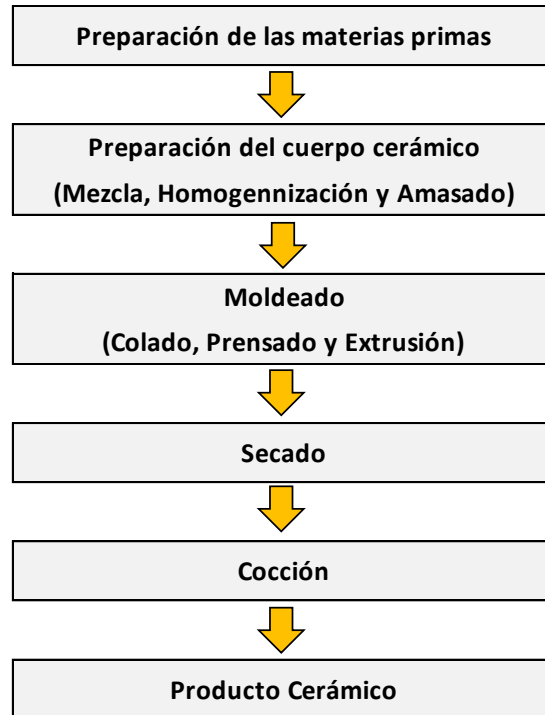 Preparación de las materias primas
Preparación del cuerpo cerámico
(Mezcla, Homogennización y Amasado)
Moldeado
(Colado, Prensado y Extrusión)
Secado
Cocción
Producto Cerámico